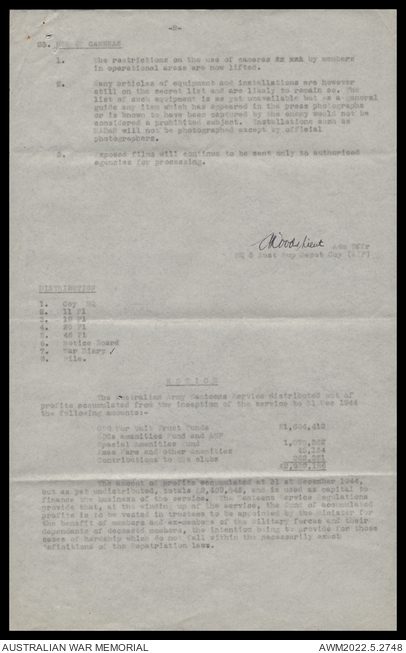 -2-
23. USE OF CAMERAS
1. The restrictions on the use of cameras by members
in operational areas are now lifted.
2. Many articles of equipment and installations are however
still on the secret list and are likely to remain so. The
list of such equipment is as yet unavailable but as a general
guide any item which has appeared in the press photographs
or is known to have been captured by the enemy would not be
considered a prohibited subject. Installations such as
RADAR will not be photographed except by official
photographers.
3. Exposed films will continue to be sent only to authorised
agencies for processing.
DISTRIBUTION
1. Coy HQ
2. 11 Pl
3. 18 Pl
4. 20 Pl
5. 46 Pl
6. Notice Board
7. War Diary /
8. File.
NOTICE
The Australian Army Canteens Service distributed out of
profits accumulated from the inception of the service to 31 Dec 1944
the following amounts:-
Unit Trust Funds
Amenities Fund and
Special Amenities Fund
and other amenities
Contributions to clubs
The amount of profits accumulated at 31 st December 1944,
but as yet undistributed, totals and is used as capital to
finance the business of the service. The Canteens Service Regulations
provide that, at the winding up of the service, the fund of accumulated
profits is to be vested in trustees to be appointed by the Minister for
the benefit of members and ex-members of the Military forces and their
dependants of deceased members, the intention being to provide for those
cases of hardship which do not fall within the necessarily exact
definitions of the Repatriation laws.
AUSTRALIAN WAR MEMORIAL
AWM2022.5.2748